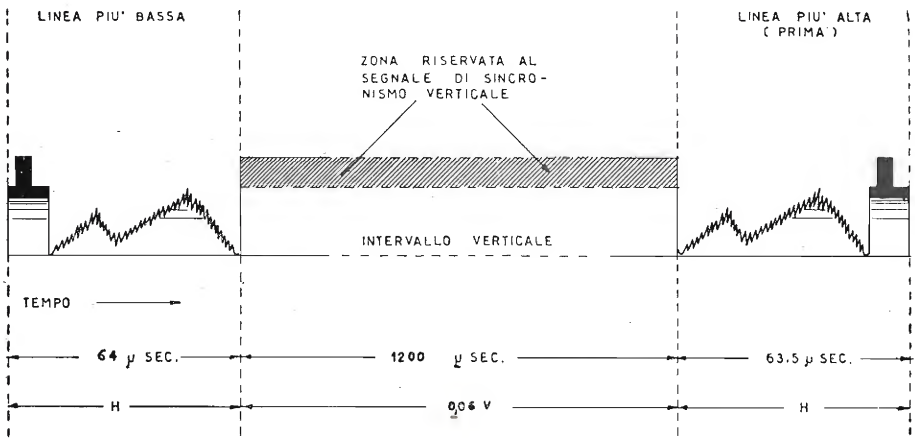 LINEA PIU' BASSA
LINEA PIU' ALTA
( PRIMA )
ZONA RISERVATA AL
SEGNALE DI SINCRO-
NISMO VERTICALE
INTERVALLO VERTICALE
TEMPO
64 µ SEC.
1200 µ SEC.
63.5 µ SEC.
H
0,06 V
H